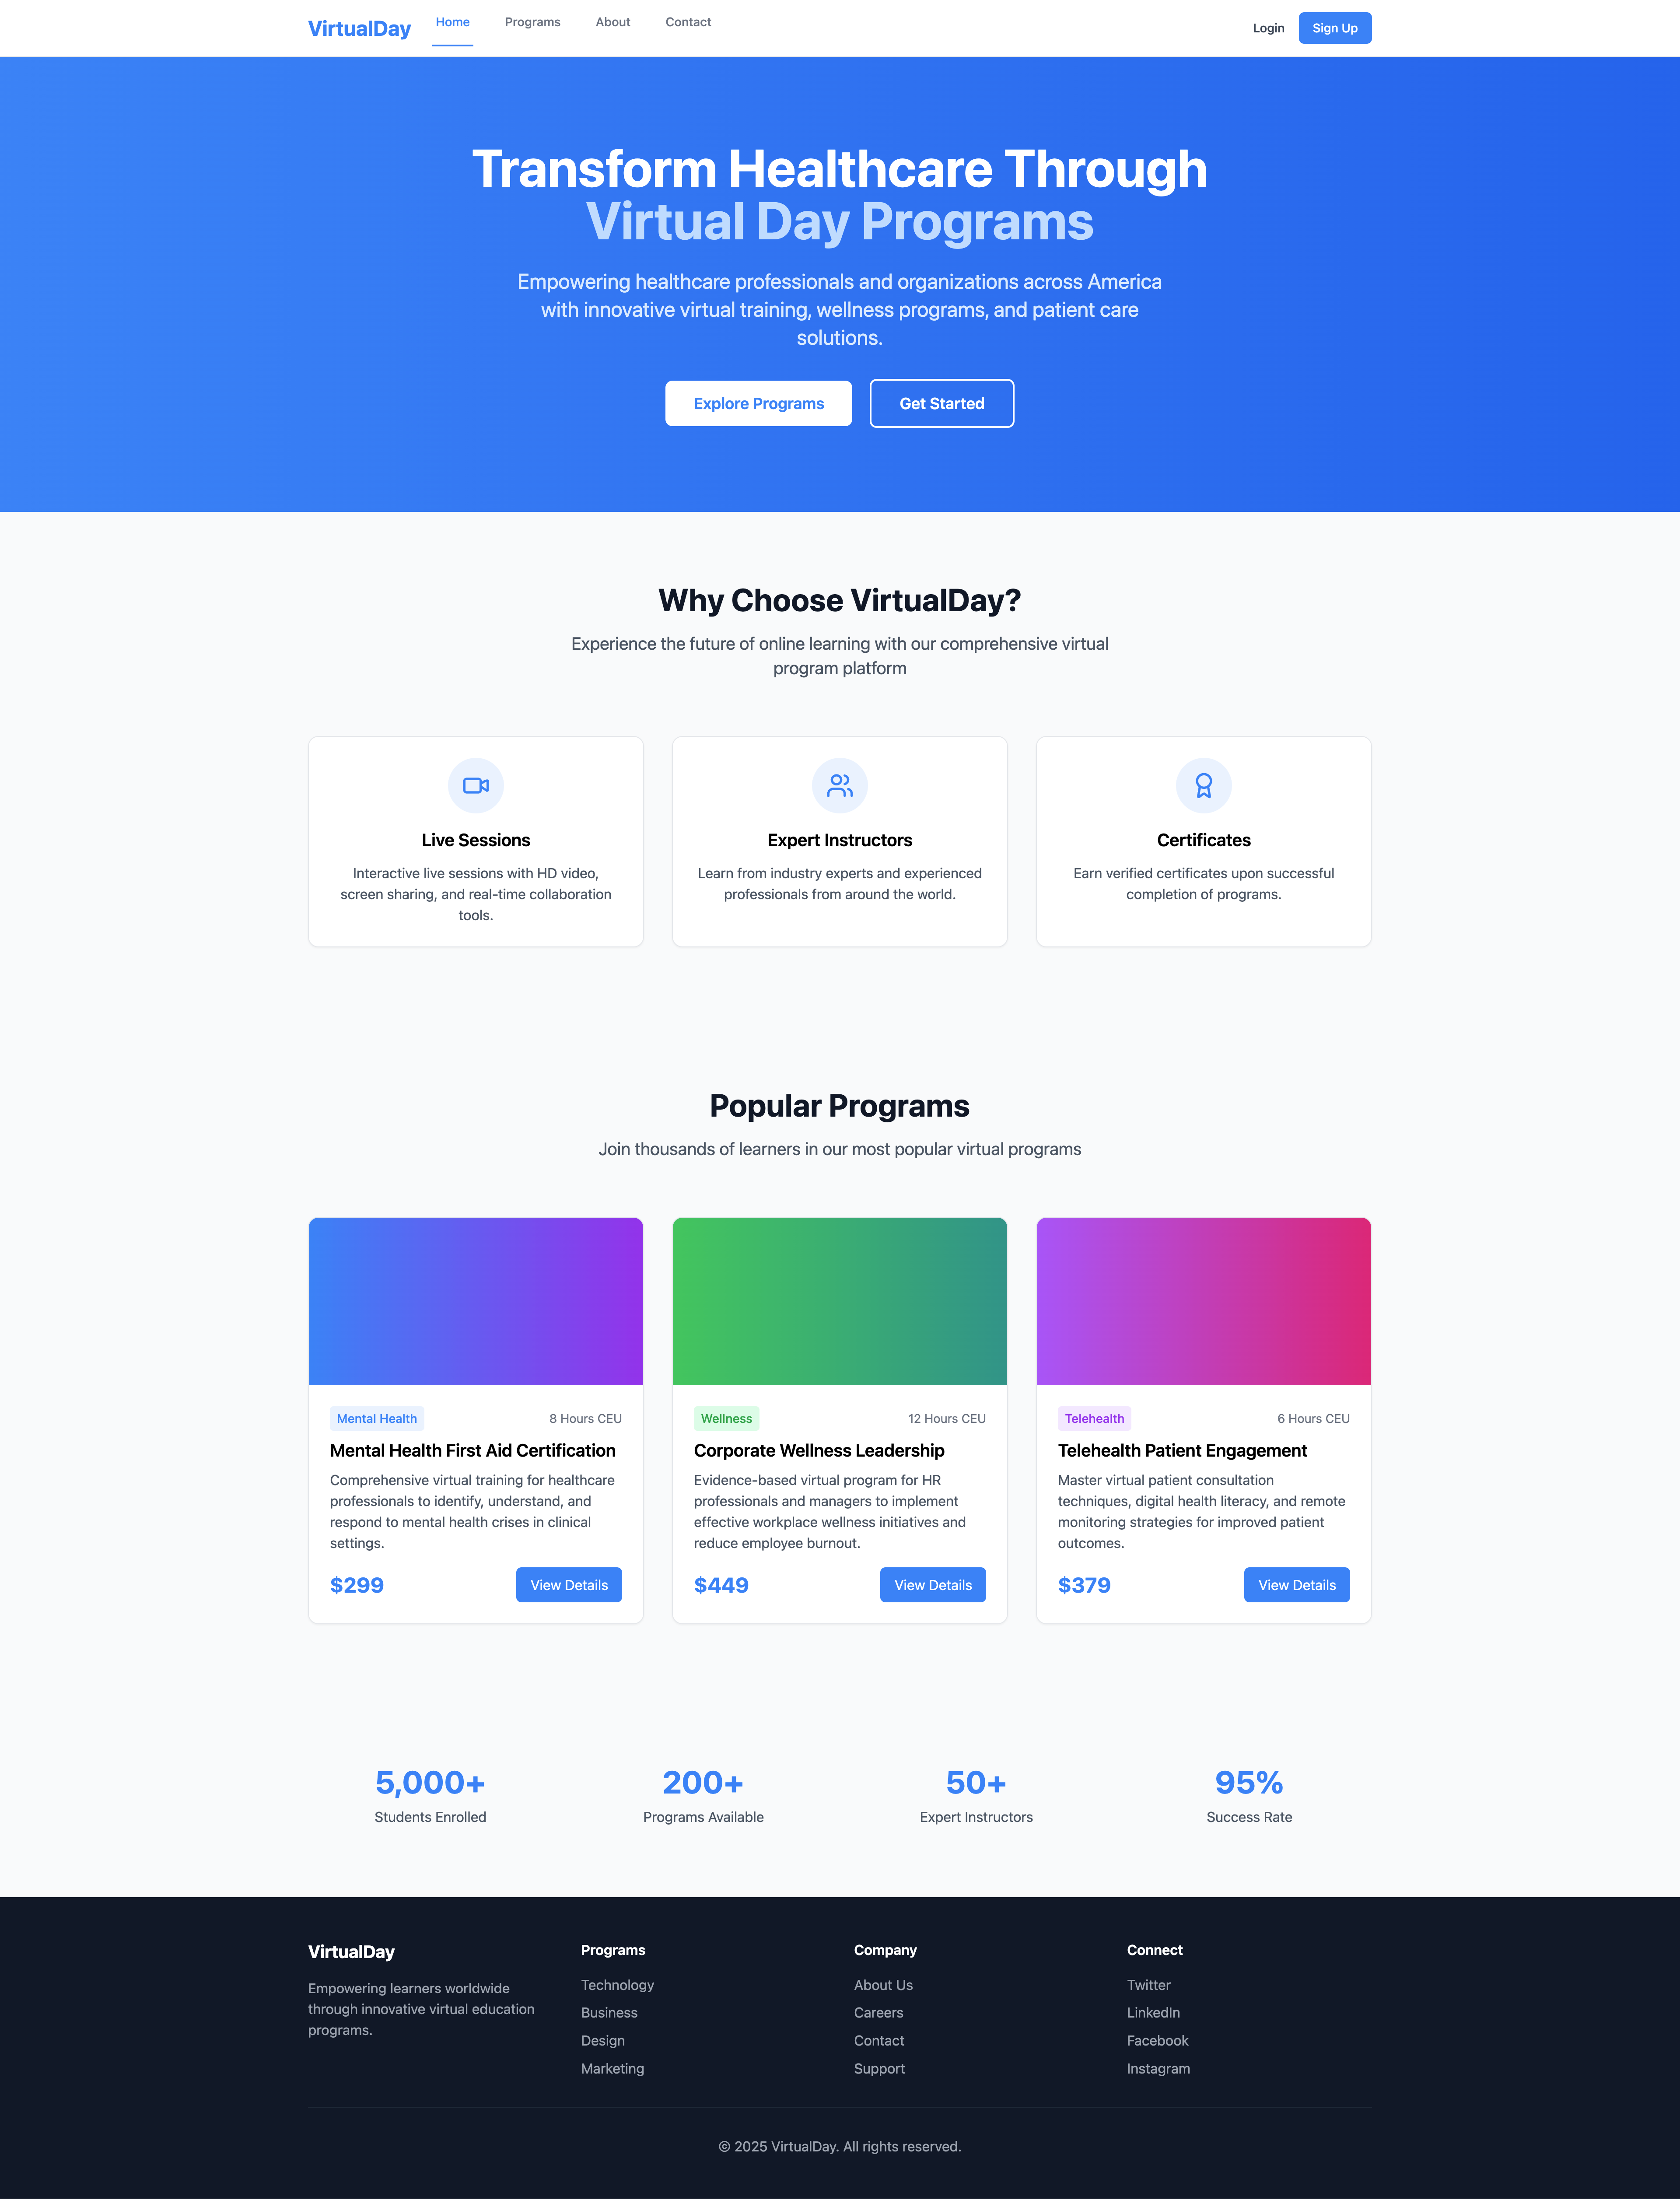 VirtualDay
Home
Programs
About
Contact
Login
Sign Up
Transform Healthcare Through
Virtual Day Programs
Empowering healthcare professionals and organizations across America
with innovative virtual training, wellness programs, and patient care
solutions.
Explore Programs
Get Started
Why Choose VirtualDay?
Experience the future of online learning with our comprehensive virtual
program platform
Live Sessions
Interactive live sessions with HD video,
screen sharing, and real-time collaboration
tools.
Expert Instructors
Learn from industry experts and experienced
professionals from around the world.
Certificates
Earn verified certificates upon successful
completion of programs.
Popular Programs
Join thousands of learners in our most popular virtual programs
Mental Health
8 Hours CEU
Mental Health First Aid Certification
Comprehensive virtual training for healthcare
professionals to identify, understand, and
respond to mental health crises in clinical
settings.
$299
View Details
Wellness
12 Hours CEU
Corporate Wellness Leadership
Evidence-based virtual program for HR
professionals and managers to implement
effective workplace wellness initiatives and
reduce employee burnout.
$449
View Details
Telehealth
6 Hours CEU
Telehealth Patient Engagement
Master virtual patient consultation
techniques, digital health literacy, and remote
monitoring strategies for improved patient
outcomes.
$379
View Details
5,000+
Students Enrolled
200+
Programs Available
50+
Expert Instructors
95%
Success Rate
VirtualDay
Empowering learners worldwide
through innovative virtual education
programs.
Programs
Technology
Business
Design
Marketing
Company
About Us
Careers
Contact
Support
Connect
Twitter
LinkedIn
Facebook
Instagram
© 2025 VirtualDay. All rights reserved.